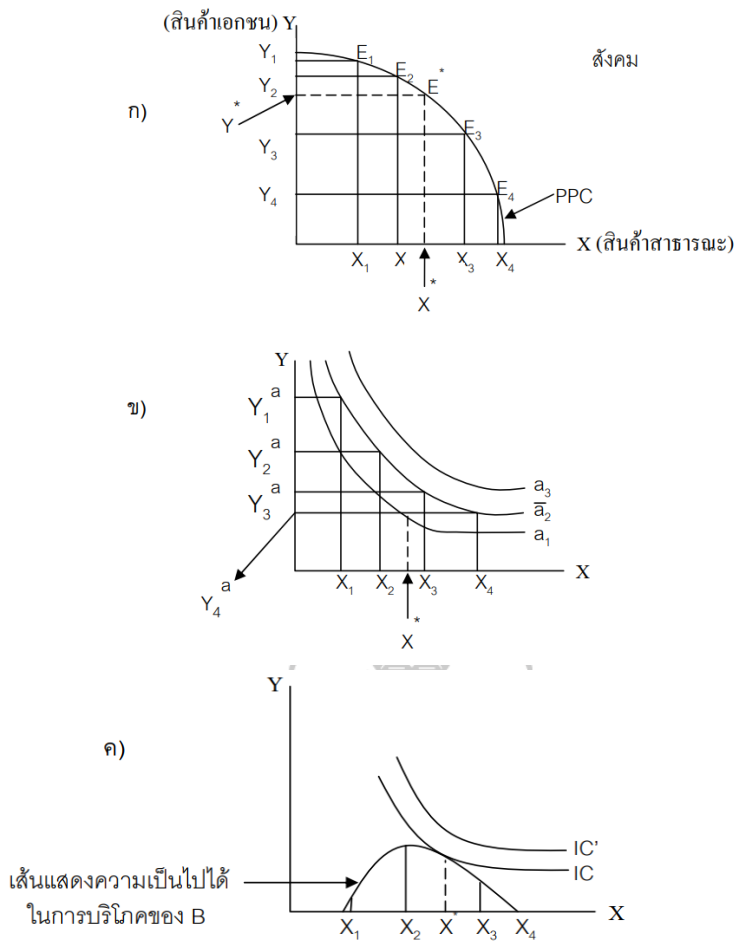 (สินค้าเอกชน) Y
สังคม
ก)
Y1
Y2
Y*
Y3
Y4
E1
E2
E*
E3
E4
PPC
X (สินค้าสาธารณะ)
X1 X X3 X4
X*
ข)
Y
Y1a
Y2a
Y3a
Y4a
a3
a̅2
a1
X
X1 X2 X3 X4
X*
ค)
Y
IC'
IC
เส้นแสดงความเป็นไปได้
ในการบริโภคของ B
X
X1 X2 X* X3 X4